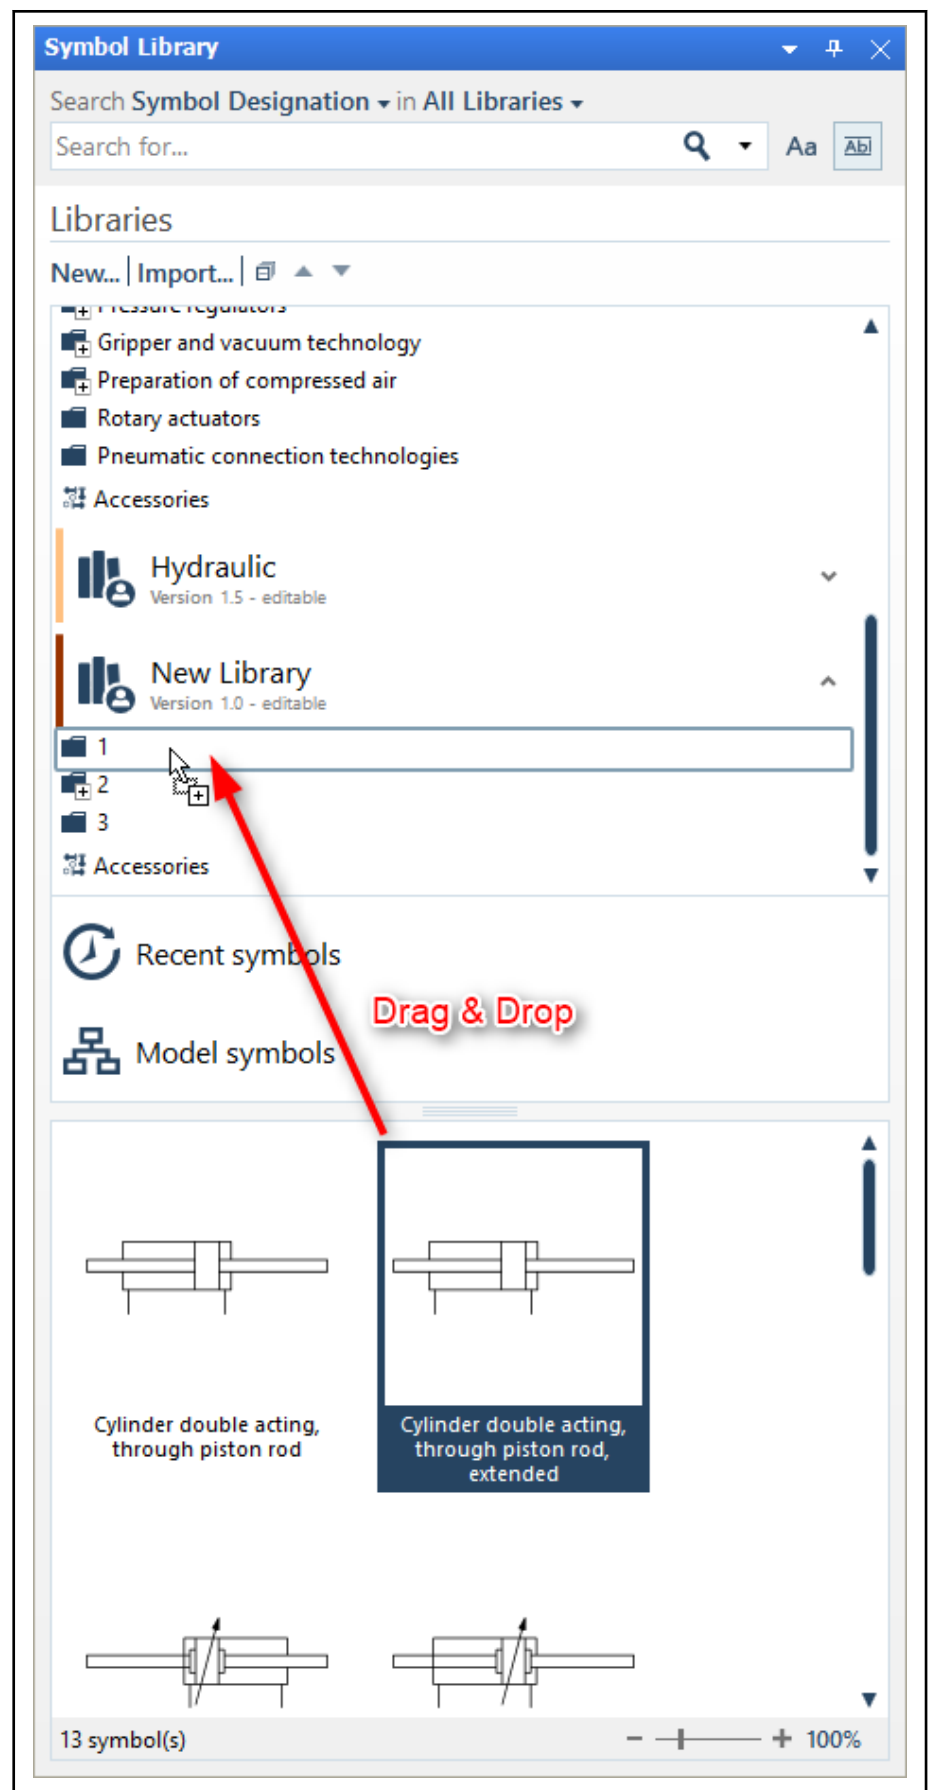 Symbol Library
Search Symbol Designation in All Libraries
Search for...
Aa
Abl
Libraries
New... Import...
Pressure regulators
Gripper and vacuum technology
Preparation of compressed air
Rotary actuators
Pneumatic connection technologies
Accessories
Hydraulic
Version 1.5 - editable
New Library
Version 1.0 - editable
1
2
3
Accessories
Recent symbols
Drag & Drop
Model symbols
Cylinder double acting,
through piston rod
Cylinder double acting,
through piston rod,
extended
13 symbol(s)
100%